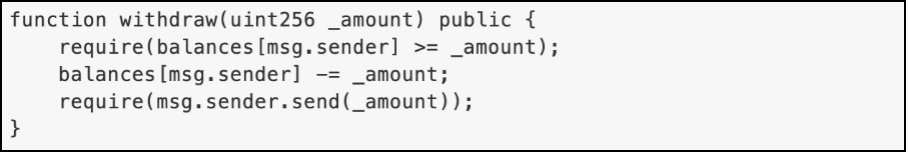 function withdraw(uint256 _amount) public {
    require(balances[msg.sender] >= _amount);
    balances[msg.sender] -= _amount;
    require(msg.sender.send(_amount));
}